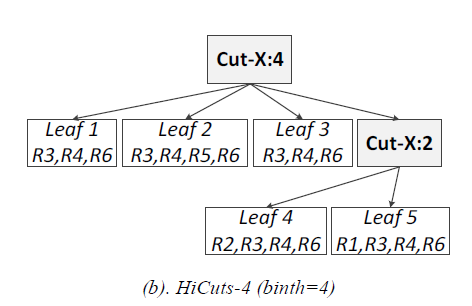 Cut-X:4
Leaf 1
R3,R4,R6
Leaf 2
R3,R4,R5,R6
Leaf 3
R3,R4,R6
Cut-X:2
Leaf 4
R2,R3,R4,R6
Leaf 5
R1,R3,R4,R6
(b). HiCuts-4 (binth=4)